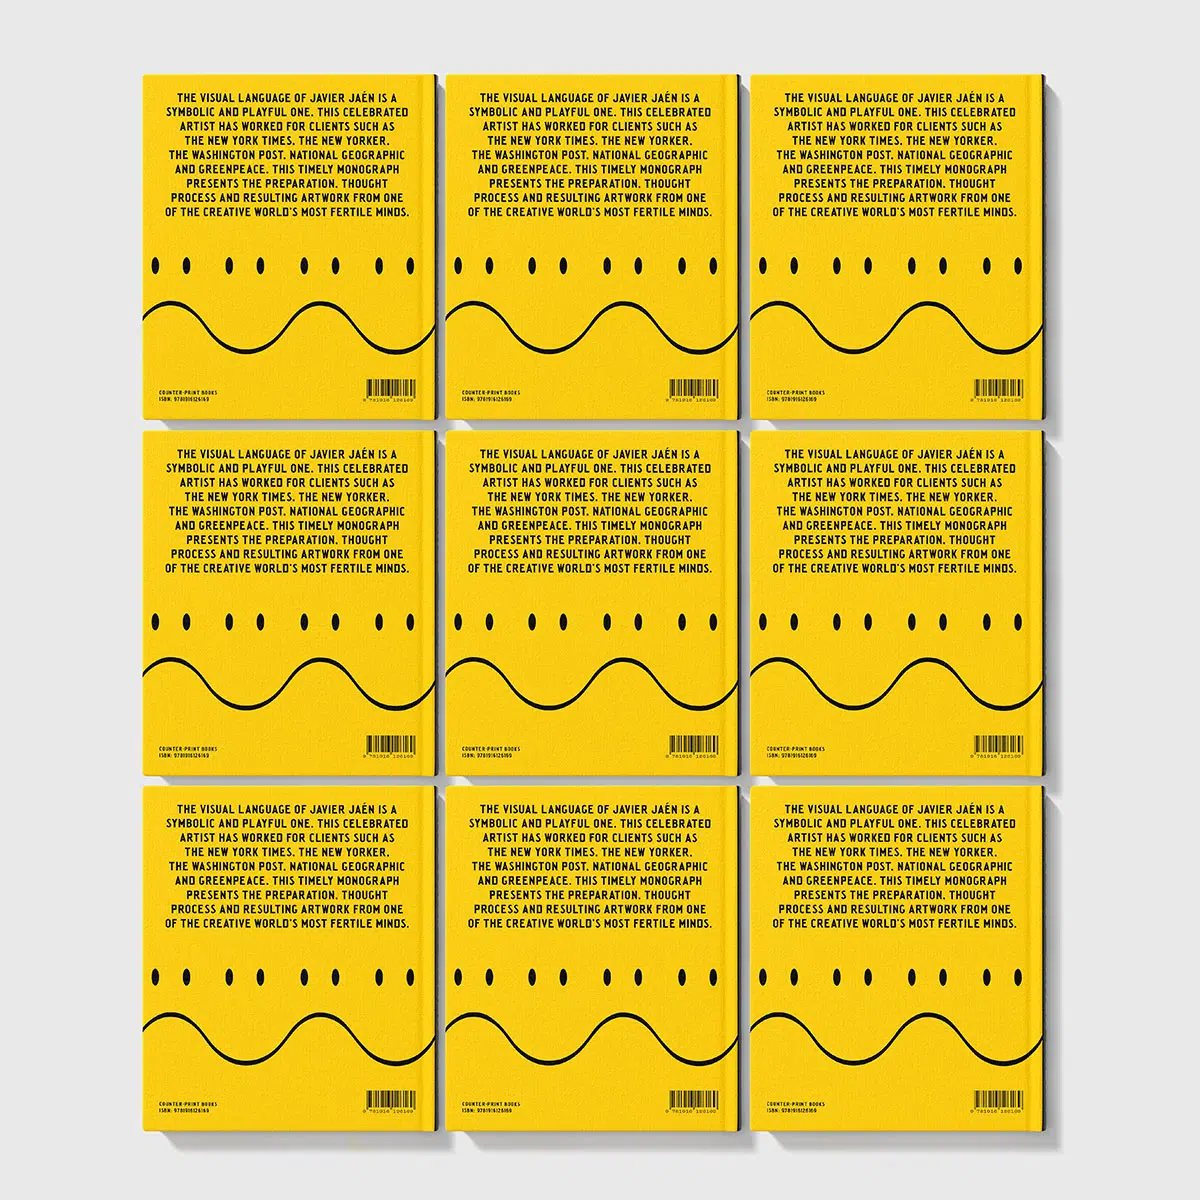 THE VISUAL LANGUAGE OF JAVIER JAÉN IS A
SYMBOLIC AND PLAYFUL ONE. THIS CELEBRATED
ARTIST HAS WORKED FOR CLIENTS SUCH AS
THE NEW YORK TIMES, THE NEW YORKER,
THE WASHINGTON POST, NATIONAL GEOGRAPHIC
AND GREENPEACE. THIS TIMELY MONOGRAPH
PRESENTS THE PREPARATION, THOUGHT
PROCESS AND RESULTING ARTWORK FROM ONE
OF THE CREATIVE WORLD'S MOST FERTILE MINDS.
COUNTER-PRINT BOOKS
ISBN: 9781916126169
THE VISUAL LANGUAGE OF JAVIER JAÉN IS A
SYMBOLIC AND PLAYFUL ONE. THIS CELEBRATED
ARTIST HAS WORKED FOR CLIENTS SUCH AS
THE NEW YORK TIMES, THE NEW YORKER,
THE WASHINGTON POST, NATIONAL GEOGRAPHIC
AND GREENPEACE. THIS TIMELY MONOGRAPH
PRESENTS THE PREPARATION, THOUGHT
PROCESS AND RESULTING ARTWORK FROM ONE
OF THE CREATIVE WORLD'S MOST FERTILE MINDS.
COUNTER-PRINT BOOKS
ISBN: 9781916126169
THE VISUAL LANGUAGE OF JAVIER JAÉN IS A
SYMBOLIC AND PLAYFUL ONE. THIS CELEBRATED
ARTIST HAS WORKED FOR CLIENTS SUCH AS
THE NEW YORK TIMES, THE NEW YORKER,
THE WASHINGTON POST, NATIONAL GEOGRAPHIC
AND GREENPEACE. THIS TIMELY MONOGRAPH
PRESENTS THE PREPARATION, THOUGHT
PROCESS AND RESULTING ARTWORK FROM ONE
OF THE CREATIVE WORLD'S MOST FERTILE MINDS.
COUNTER-PRINT BOOKS
ISBN: 9781916126169
THE VISUAL LANGUAGE OF JAVIER JAÉN IS A
SYMBOLIC AND PLAYFUL ONE. THIS CELEBRATED
ARTIST HAS WORKED FOR CLIENTS SUCH AS
THE NEW YORK TIMES, THE NEW YORKER,
THE WASHINGTON POST, NATIONAL GEOGRAPHIC
AND GREENPEACE. THIS TIMELY MONOGRAPH
PRESENTS THE PREPARATION, THOUGHT
PROCESS AND RESULTING ARTWORK FROM ONE
OF THE CREATIVE WORLD'S MOST FERTILE MINDS.
COUNTER-PRINT BOOKS
ISBN: 9781916126169
THE VISUAL LANGUAGE OF JAVIER JAÉN IS A
SYMBOLIC AND PLAYFUL ONE. THIS CELEBRATED
ARTIST HAS WORKED FOR CLIENTS SUCH AS
THE NEW YORK TIMES, THE NEW YORKER,
THE WASHINGTON POST, NATIONAL GEOGRAPHIC
AND GREENPEACE. THIS TIMELY MONOGRAPH
PRESENTS THE PREPARATION, THOUGHT
PROCESS AND RESULTING ARTWORK FROM ONE
OF THE CREATIVE WORLD'S MOST FERTILE MINDS.
COUNTER-PRINT BOOKS
ISBN: 9781916126169
THE VISUAL LANGUAGE OF JAVIER JAÉN IS A
SYMBOLIC AND PLAYFUL ONE. THIS CELEBRATED
ARTIST HAS WORKED FOR CLIENTS SUCH AS
THE NEW YORK TIMES, THE NEW YORKER,
THE WASHINGTON POST, NATIONAL GEOGRAPHIC
AND GREENPEACE. THIS TIMELY MONOGRAPH
PRESENTS THE PREPARATION, THOUGHT
PROCESS AND RESULTING ARTWORK FROM ONE
OF THE CREATIVE WORLD'S MOST FERTILE MINDS.
COUNTER-PRINT BOOKS
ISBN: 9781916126169
THE VISUAL LANGUAGE OF JAVIER JAÉN IS A
SYMBOLIC AND PLAYFUL ONE. THIS CELEBRATED
ARTIST HAS WORKED FOR CLIENTS SUCH AS
THE NEW YORK TIMES, THE NEW YORKER,
THE WASHINGTON POST, NATIONAL GEOGRAPHIC
AND GREENPEACE. THIS TIMELY MONOGRAPH
PRESENTS THE PREPARATION, THOUGHT
PROCESS AND RESULTING ARTWORK FROM ONE
OF THE CREATIVE WORLD'S MOST FERTILE MINDS.
COUNTER-PRINT BOOKS
ISBN: 9781916126169
THE VISUAL LANGUAGE OF JAVIER JAÉN IS A
SYMBOLIC AND PLAYFUL ONE. THIS CELEBRATED
ARTIST HAS WORKED FOR CLIENTS SUCH AS
THE NEW YORK TIMES, THE NEW YORKER,
THE WASHINGTON POST, NATIONAL GEOGRAPHIC
AND GREENPEACE. THIS TIMELY MONOGRAPH
PRESENTS THE PREPARATION, THOUGHT
PROCESS AND RESULTING ARTWORK FROM ONE
OF THE CREATIVE WORLD'S MOST FERTILE MINDS.
COUNTER-PRINT BOOKS
ISBN: 9781916126169
THE VISUAL LANGUAGE OF JAVIER JAÉN IS A
SYMBOLIC AND PLAYFUL ONE. THIS CELEBRATED
ARTIST HAS WORKED FOR CLIENTS SUCH AS
THE NEW YORK TIMES, THE NEW YORKER,
THE WASHINGTON POST, NATIONAL GEOGRAPHIC
AND GREENPEACE. THIS TIMELY MONOGRAPH
PRESENTS THE PREPARATION, THOUGHT
PROCESS AND RESULTING ARTWORK FROM ONE
OF THE CREATIVE WORLD'S MOST FERTILE MINDS.
COUNTER-PRINT BOOKS
ISBN: 9781916126169